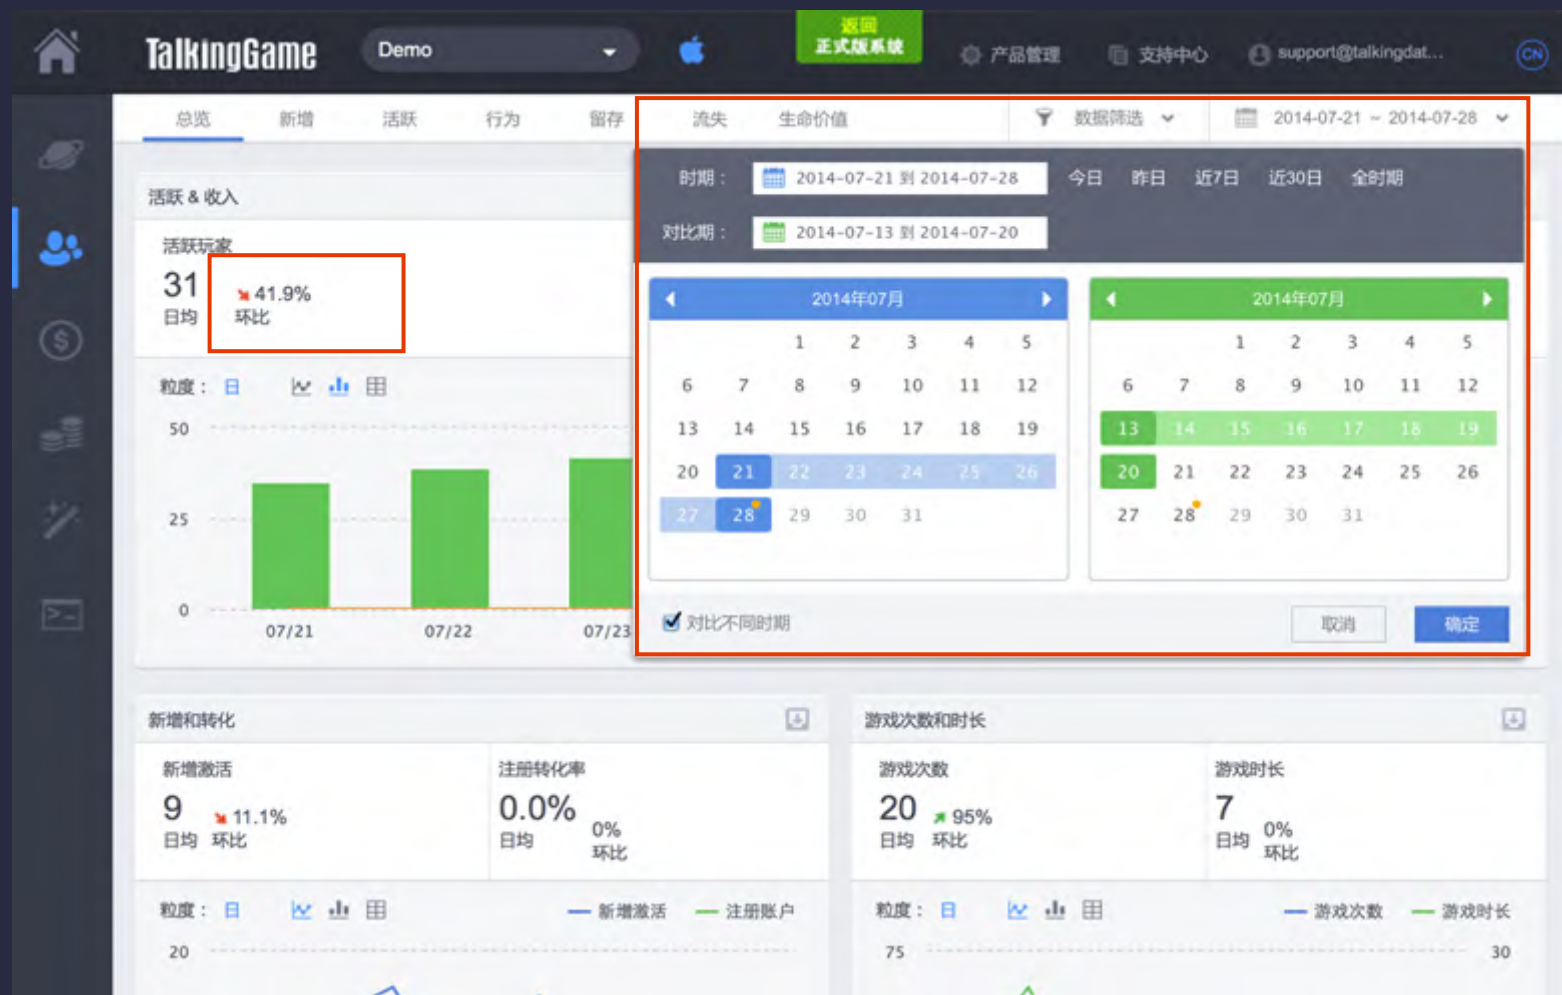 TalkingGame
Demo
返回
正式版系统
产品管理
支持中心
support@talkingdat...
CN
总览 新增 活跃 行为 留存 流失 生命价值
数据筛选
2014-07-21 ~ 2014-07-28
时期：
2014-07-21 到 2014-07-28
今日 昨日 近7日 近30日 全时期
对比期：
2014-07-13 到 2014-07-20
2014年07月
1 2 3 4 5
6 7 8 9 10 11 12
13 14 15 16 17 18 19
20 21 22 23 24 25 26
27 28 29 30 31
2014年07月
1 2 3 4 5
6 7 8 9 10 11 12
13 14 15 16 17 18 19
20 21 22 23 24 25 26
27 28 29 30 31
对比不同时期
取消
确定
活跃 & 收入
活跃玩家
31 41.9%
日均 环比
粒度： 日
50
25
0
07/21 07/22 07/23
新增和转化
新增激活
9 11.1%
日均 环比
注册转化率
0.0% 0%
日均 环比
粒度： 日
新增激活 注册账户
20
游戏次数和时长
游戏次数
20 95%
日均 环比
游戏时长
7 0%
日均 环比
粒度： 日
游戏次数 游戏时长
75 30